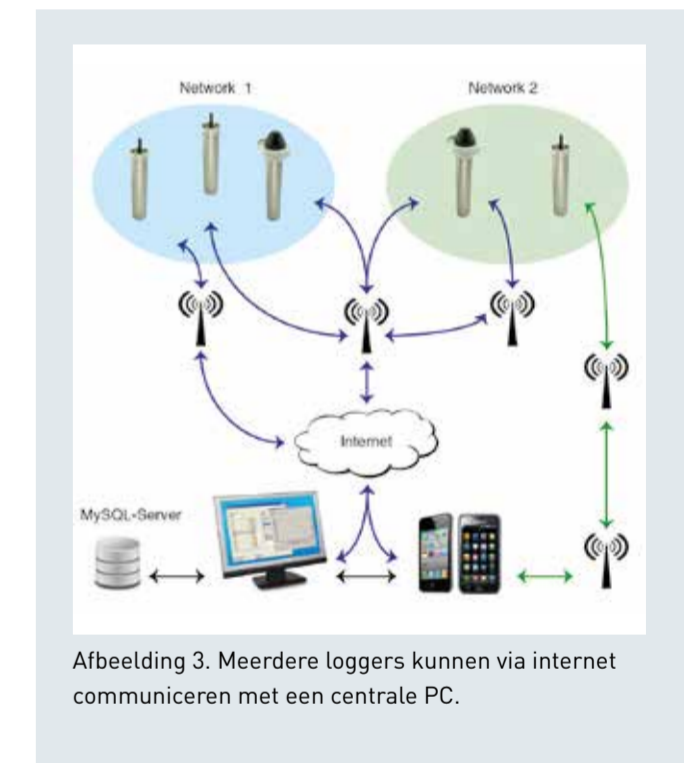 Network 1
Network 2
Internet
MySQL-Server
Afbeelding 3. Meerdere loggers kunnen via internet
communiceren met een centrale PC.